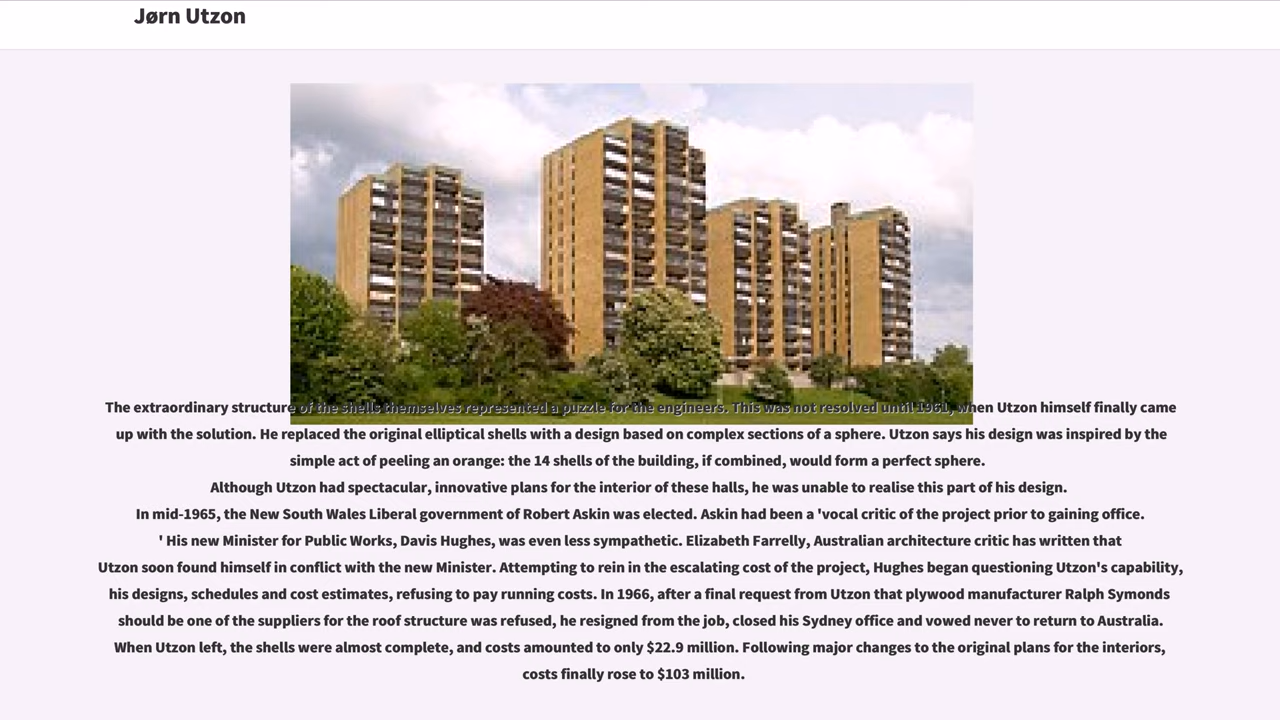 Jørn Utzon
The extraordinary structure of the shells themselves represented a puzzle for the engineers. This was not resolved until 1961, when Utzon himself finally came
up with the solution. He replaced the original elliptical shells with a design based on complex sections of a sphere. Utzon says his design was inspired by the
simple act of peeling an orange: the 14 shells of the building, if combined, would form a perfect sphere.
Although Utzon had spectacular, innovative plans for the interior of these halls, he was unable to realise this part of his design.
In mid-1965, the New South Wales Liberal government of Robert Askin was elected. Askin had been a 'vocal critic of the project prior to gaining office.
' His new Minister for Public Works, Davis Hughes, was even less sympathetic. Elizabeth Farrelly, Australian architecture critic has written that
Utzon soon found himself in conflict with the new Minister. Attempting to rein in the escalating cost of the project, Hughes began questioning Utzon's capability,
his designs, schedules and cost estimates, refusing to pay running costs. In 1966, after a final request from Utzon that plywood manufacturer Ralph Symonds
should be one of the suppliers for the roof structure was refused, he resigned from the job, closed his Sydney office and vowed never to return to Australia.
When Utzon left, the shells were almost complete, and costs amounted to only $22.9 million. Following major changes to the original plans for the interiors,
costs finally rose to $103 million.